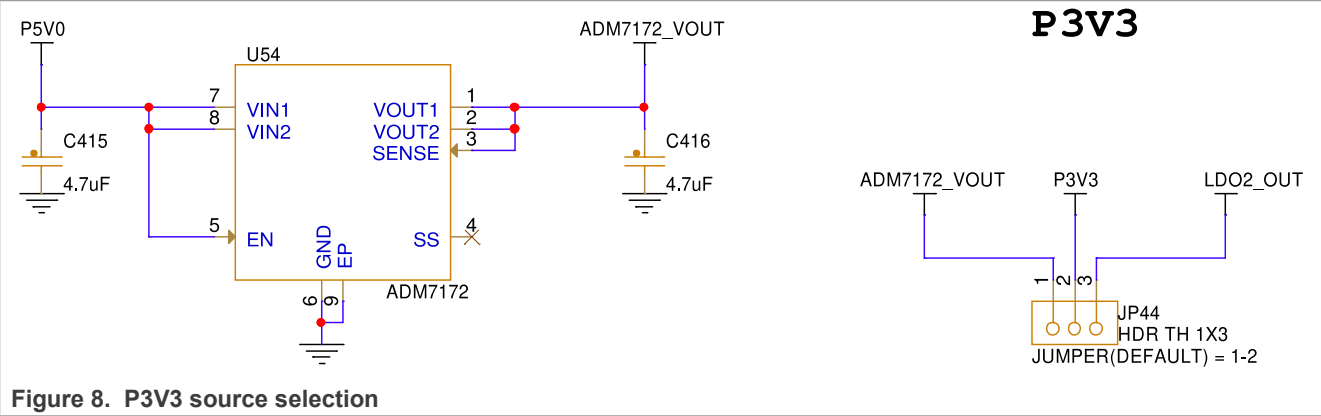 P3V3
P5V0
ADM7172_VOUT
U54
7
VIN1
VOUT1
1
8
VIN2
VOUT2
2
SENSE
3
C415
4.7uF
C416
4.7uF
5
EN
GND
EP
SS
4
6
9
ADM7172
ADM7172_VOUT
P3V3
LDO2_OUT
1
2
3
JP44
HDR TH 1X3
JUMPER(DEFAULT) = 1-2
Figure 8. P3V3 source selection